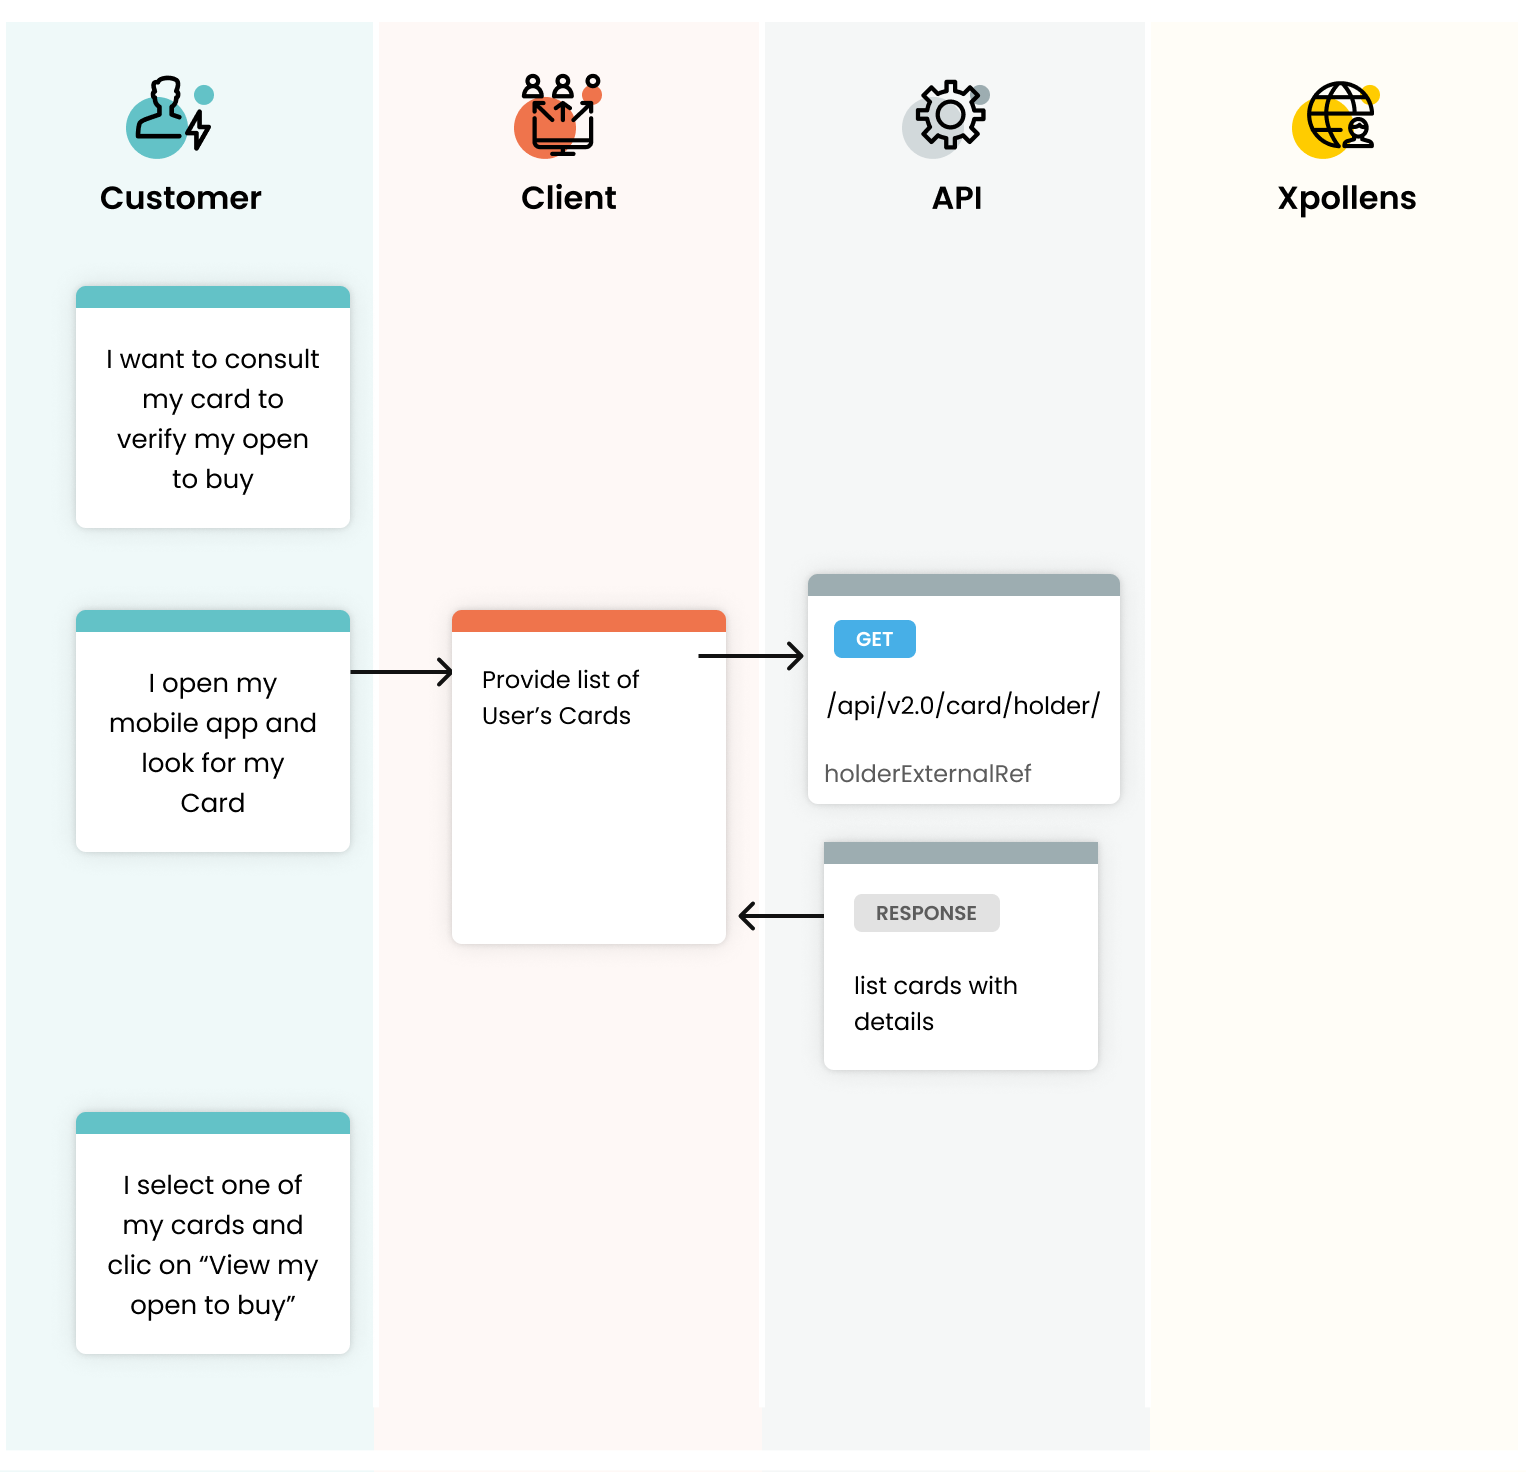 Customer
Client
API
Xpollens
I want to consult
my card to
verify my open
to buy
I open my
mobile app and
look for my
Card
Provide list of
User’s Cards
GET
/api/v2.0/card/holder/
holderExternalRef
RESPONSE
list cards with
details
I select one of
my cards and
clic on “View my
open to buy”